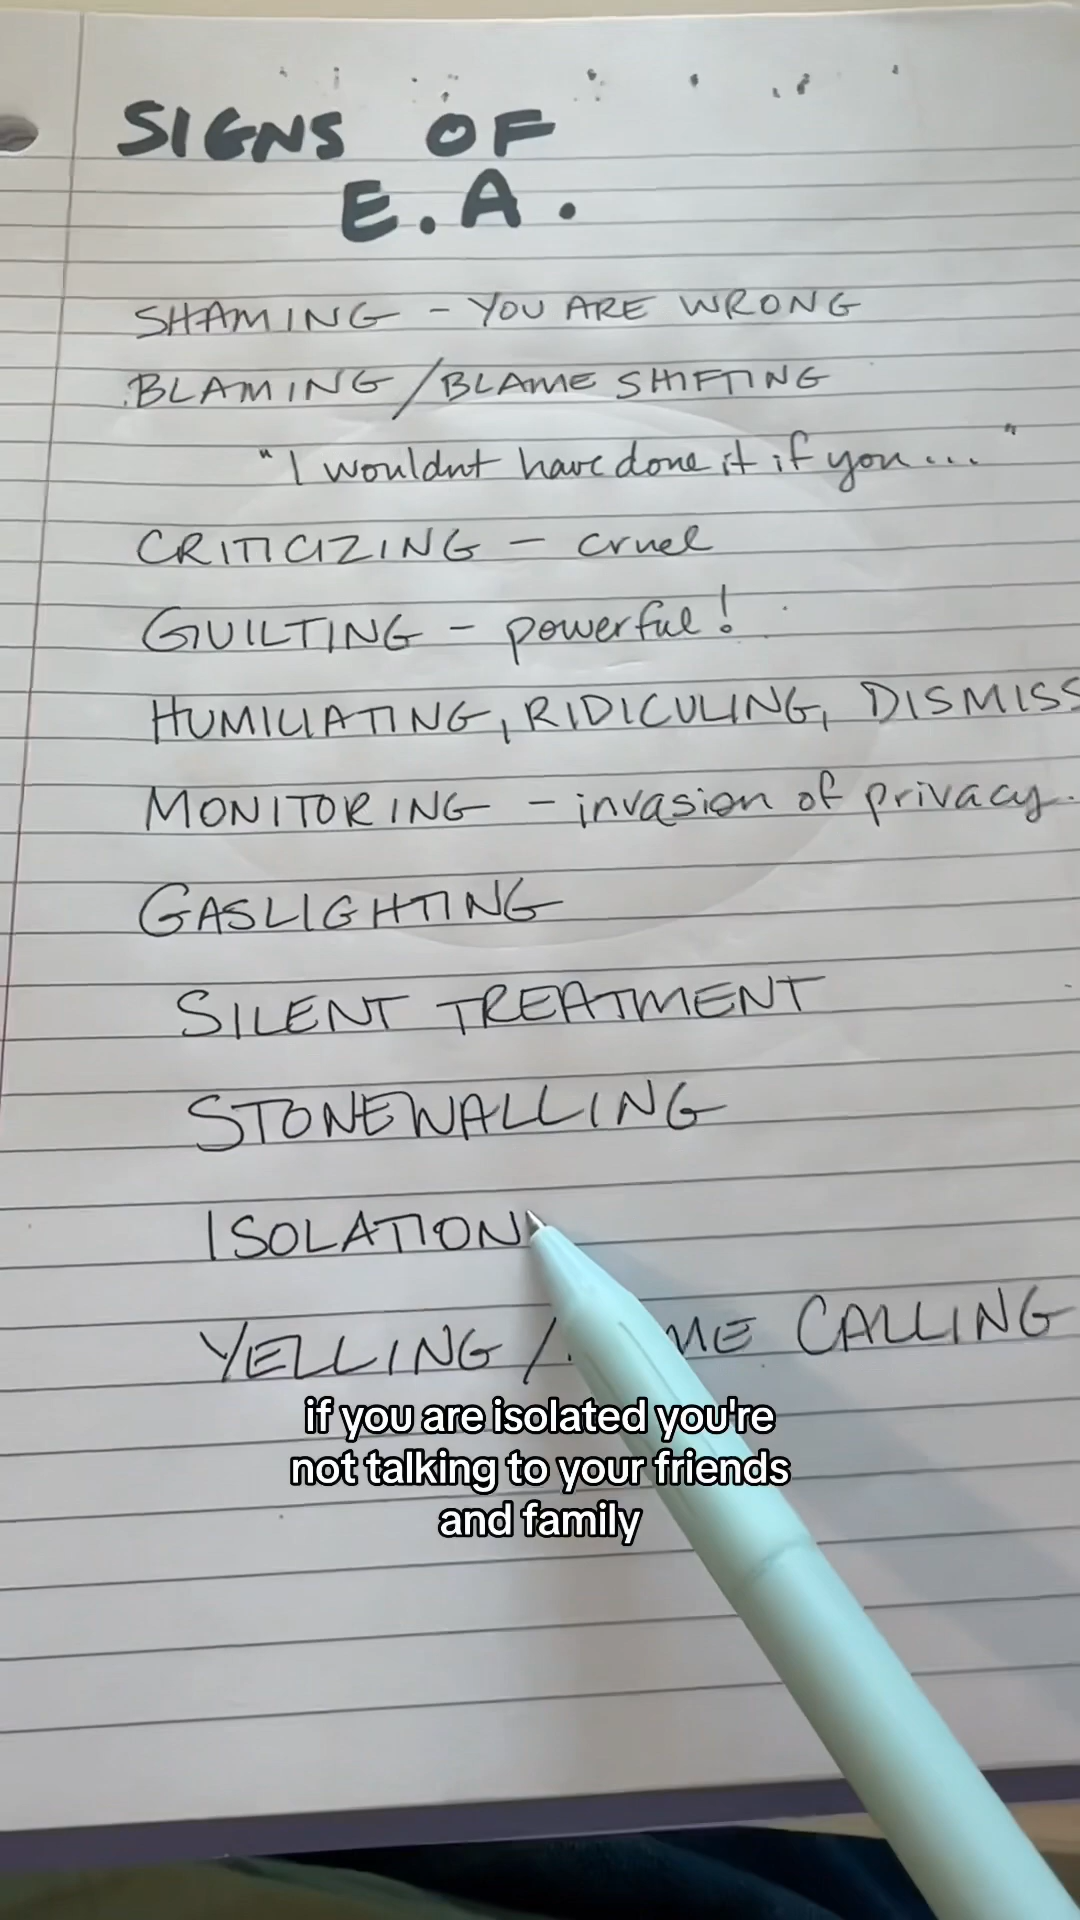 SIGNS OF
E.A.
SHAMING - YOU ARE WRONG
BLAMING/BLAME SHIFTING
"I wouldnt have done it if you..."
CRITICIZING - cruel
GUILTING - powerful!
HUMILIATING, RIDICULING, DISMISS
MONITORING - invasion of privacy.
GASLIGHTING
SILENT TREATMENT
STONEWALLING
ISOLATION
YELLING / ME CALLING
if you are isolated you're
not talking to your friends
and family